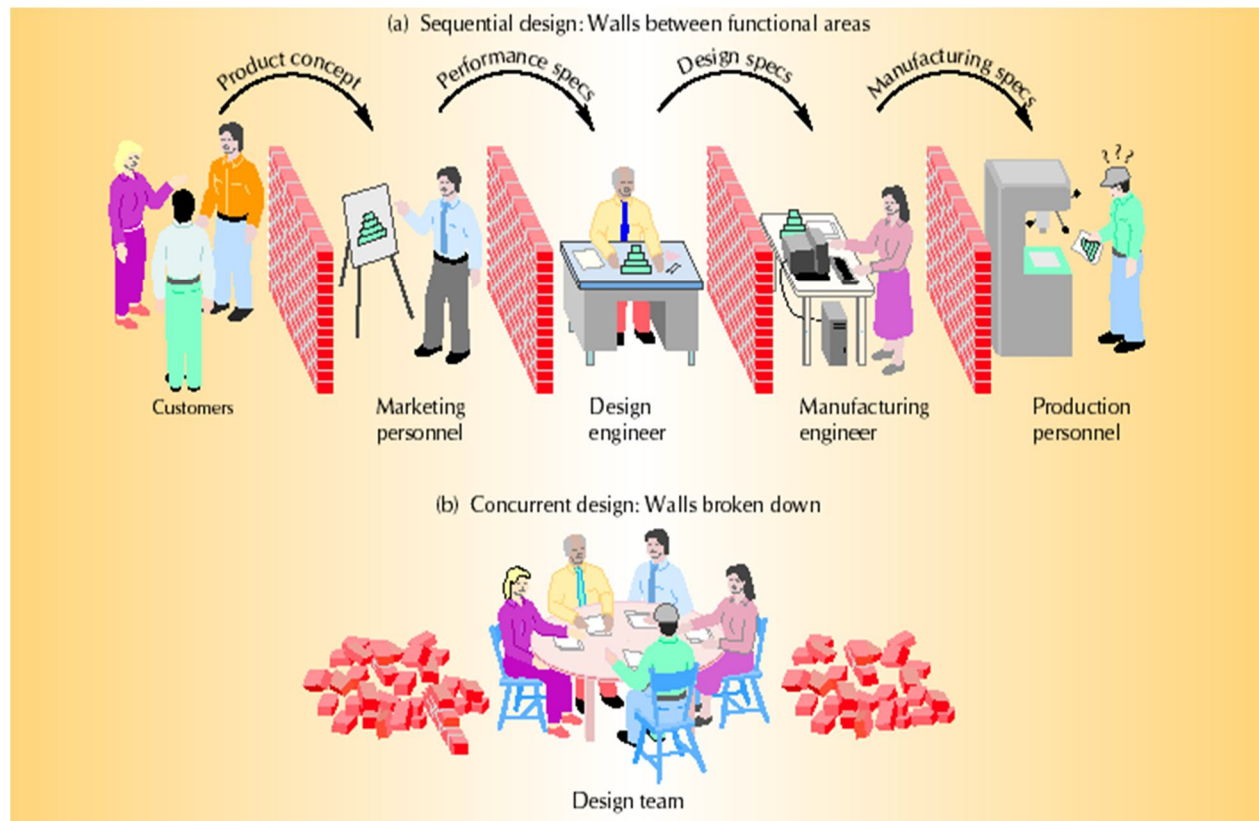 (a) Sequential design: Walls between functional areas
Product concept
Performance specs
Design specs
Manufacturing specs
???
Customers
Marketing
personnel
Design
engineer
Manufacturing
engineer
Production
personnel
(b) Concurrent design: Walls broken down
Design team